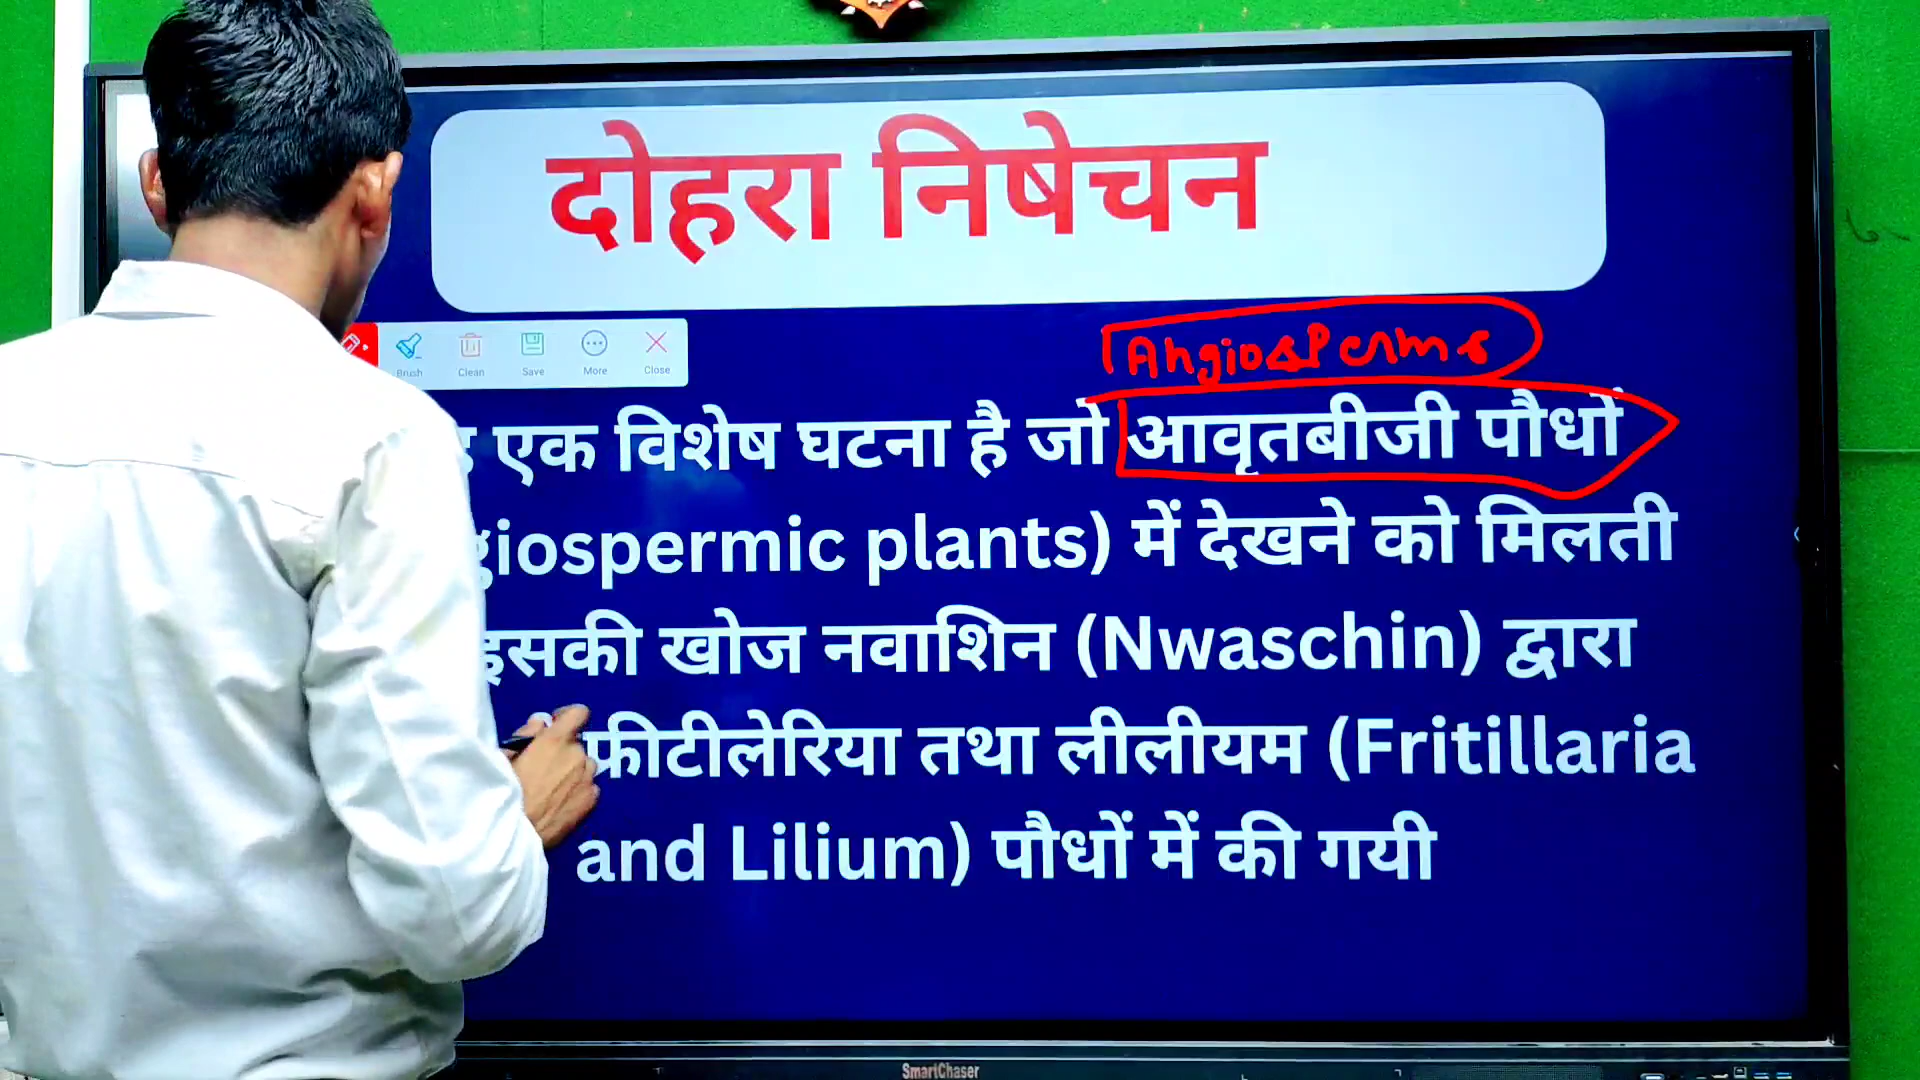 दोहरा निषेचन
Brush Clean Save More Close
Angiosperms
एक विशेष घटना है जो आवृतबीजी पौधों
giospermic plants) में देखने को मिलती
इसकी खोज नवाशिन (Nwaschin) द्वारा
फ्रीटीलेरिया तथा लीलीयम (Fritillaria
and Lilium) पौधों में की गयी
SmartChaser